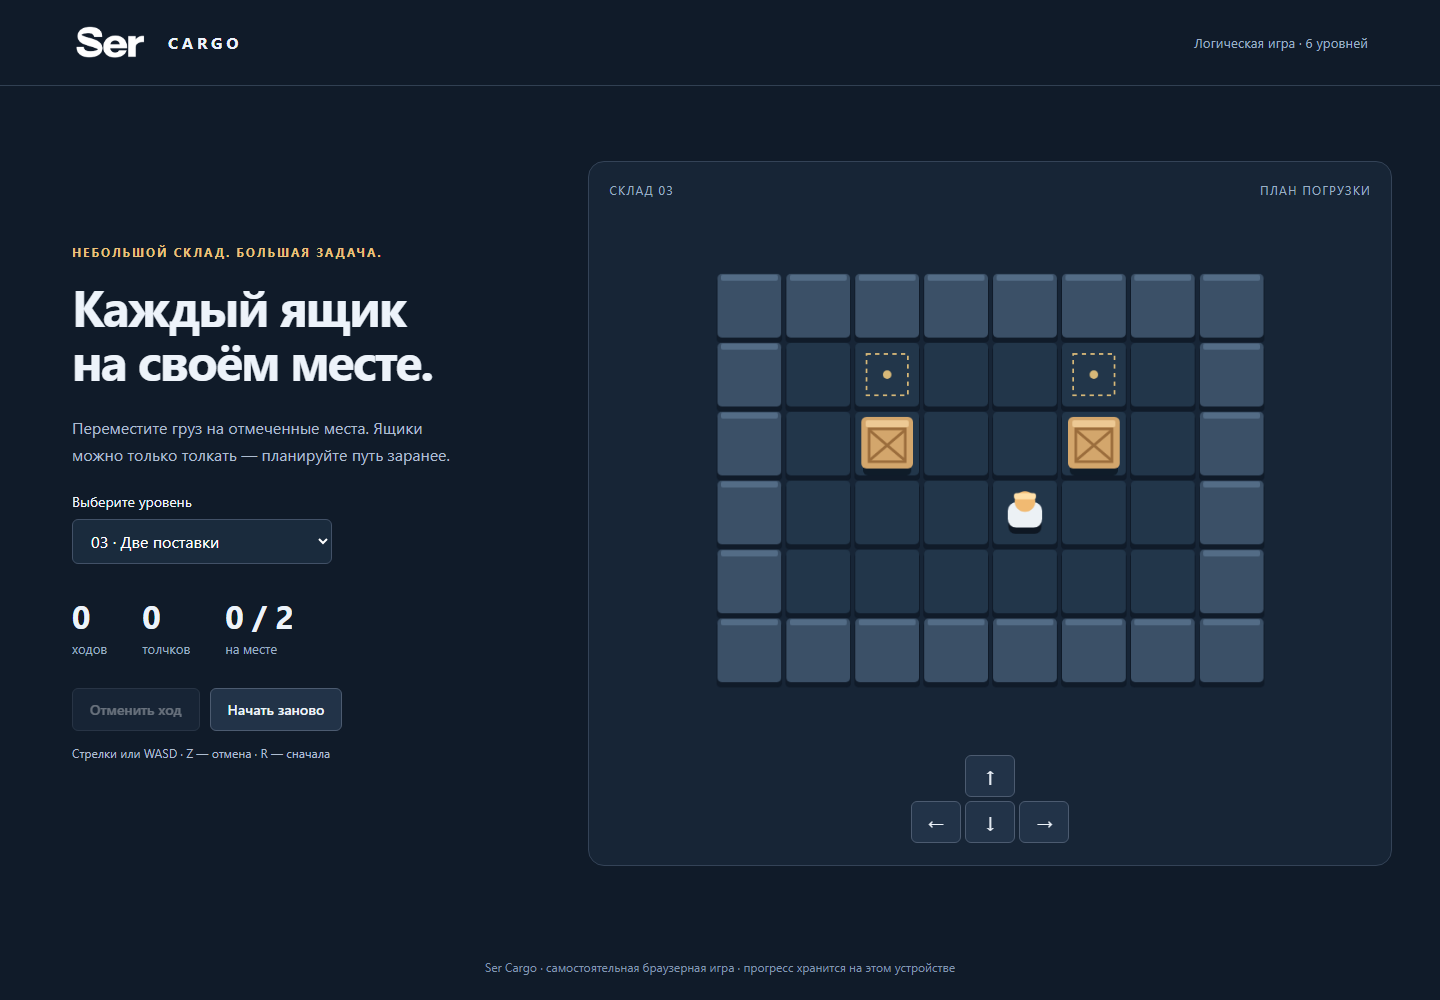 Ser CARGO
Логическая игра · 6 уровней
НЕБОЛЬШОЙ СКЛАД. БОЛЬШАЯ ЗАДАЧА.
Каждый ящик
на своём месте.
Переместите груз на отмеченные места. Ящики
можно только толкать — планируйте путь заранее.
Выберите уровень
03 · Две поставки
0 0 0 / 2
ходов толчков на месте
Отменить ход Начать заново
Стрелки или WASD · Z — отмена · R — сначала
СКЛАД 03 ПЛАН ПОГРУЗКИ
↑
← ↓ →
Ser Cargo · самостоятельная браузерная игра · прогресс хранится на этом устройстве